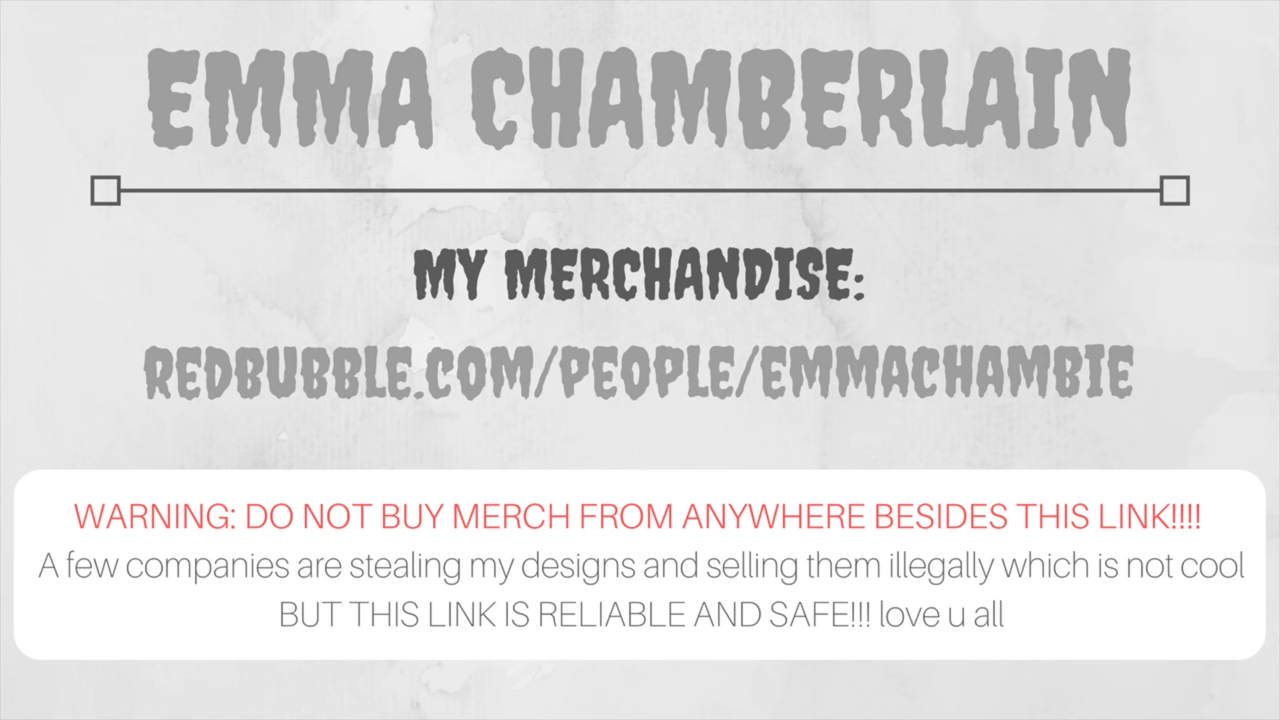 EMMA CHAMBERLAIN
MY MERCHANDISE:
REDBUBBLE.COM/PEOPLE/EMMACHAMBIE
WARNING: DO NOT BUY MERCH FROM ANYWHERE BESIDES THIS LINK!!!!
A few companies are stealing my designs and selling them illegally which is not cool
BUT THIS LINK IS RELIABLE AND SAFE!!! love u all